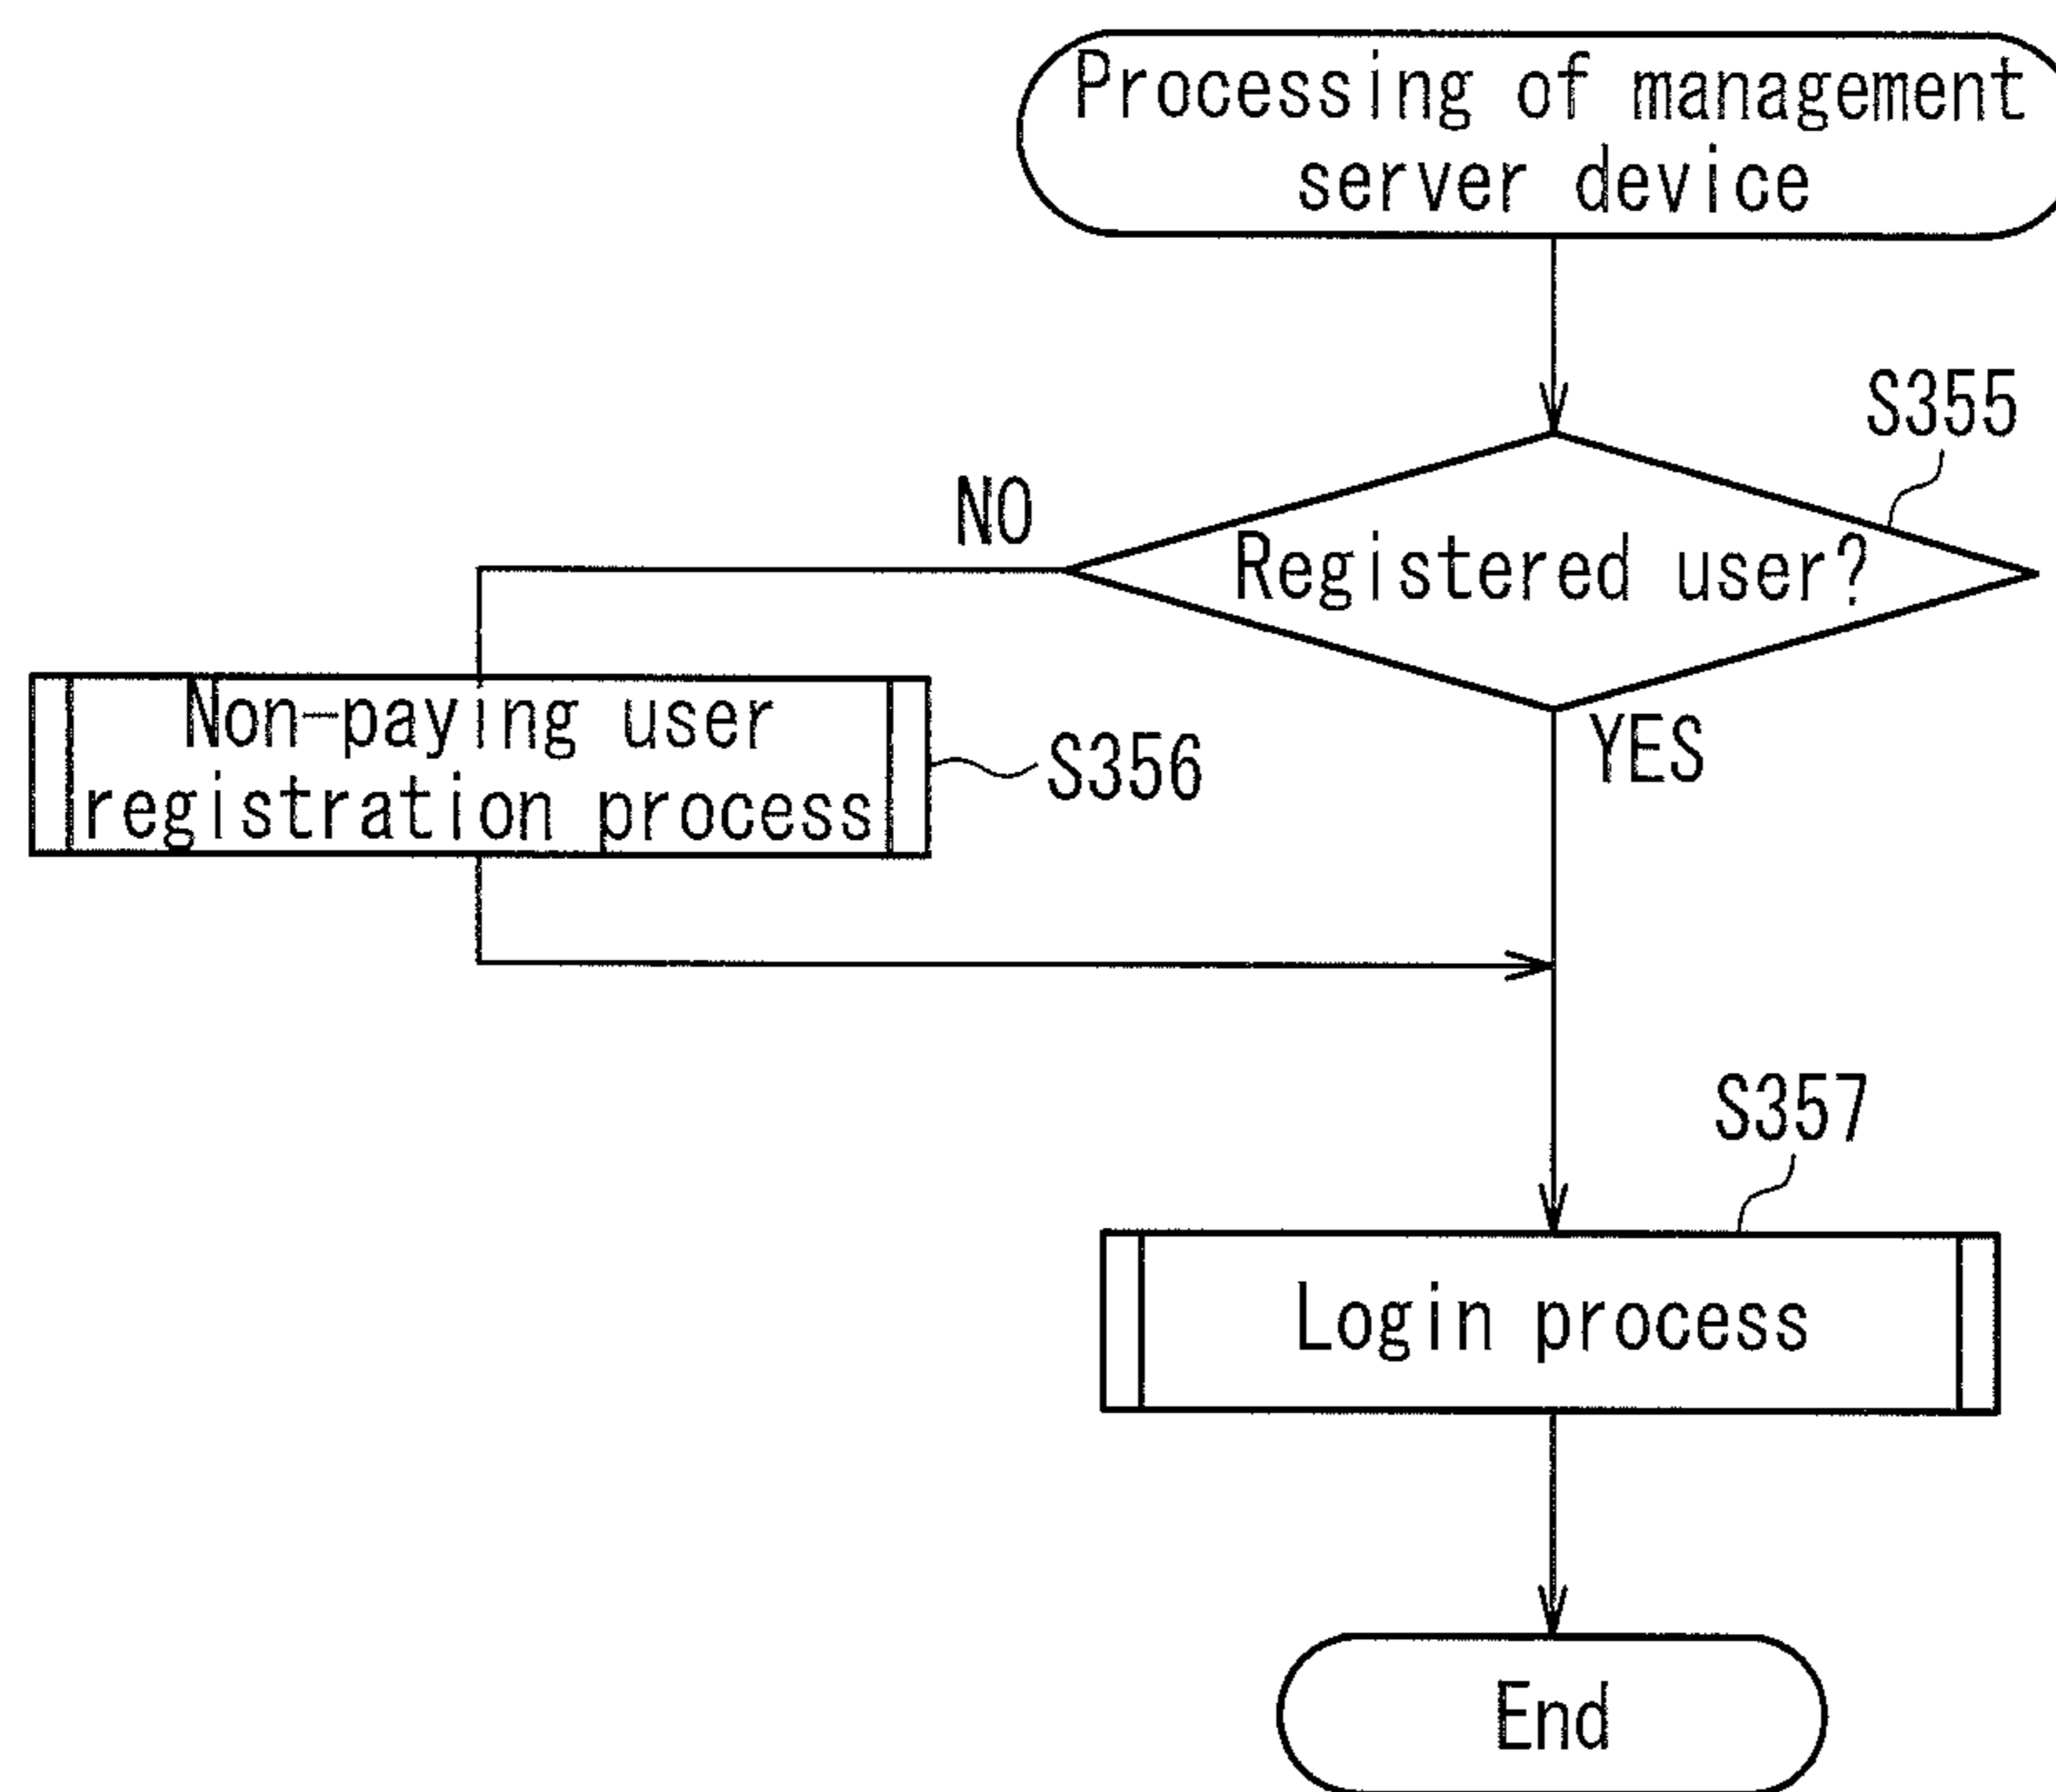 Processing of management
server device
S355
NO
Registered user?
Non-paying user
registration process
S356
YES
S357
Login process
End